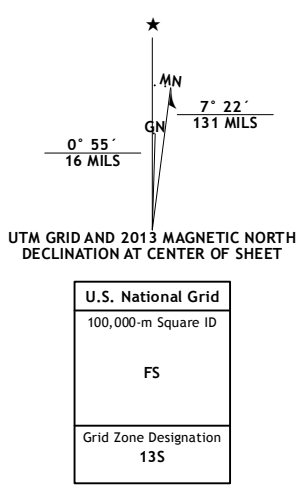 ★
MN
GN
7° 22´
131 MILS
0° 55´
16 MILS
UTM GRID AND 2013 MAGNETIC NORTH
DECLINATION AT CENTER OF SHEET
U.S. National Grid
100,000-m Square ID
FS
Grid Zone Designation
13S